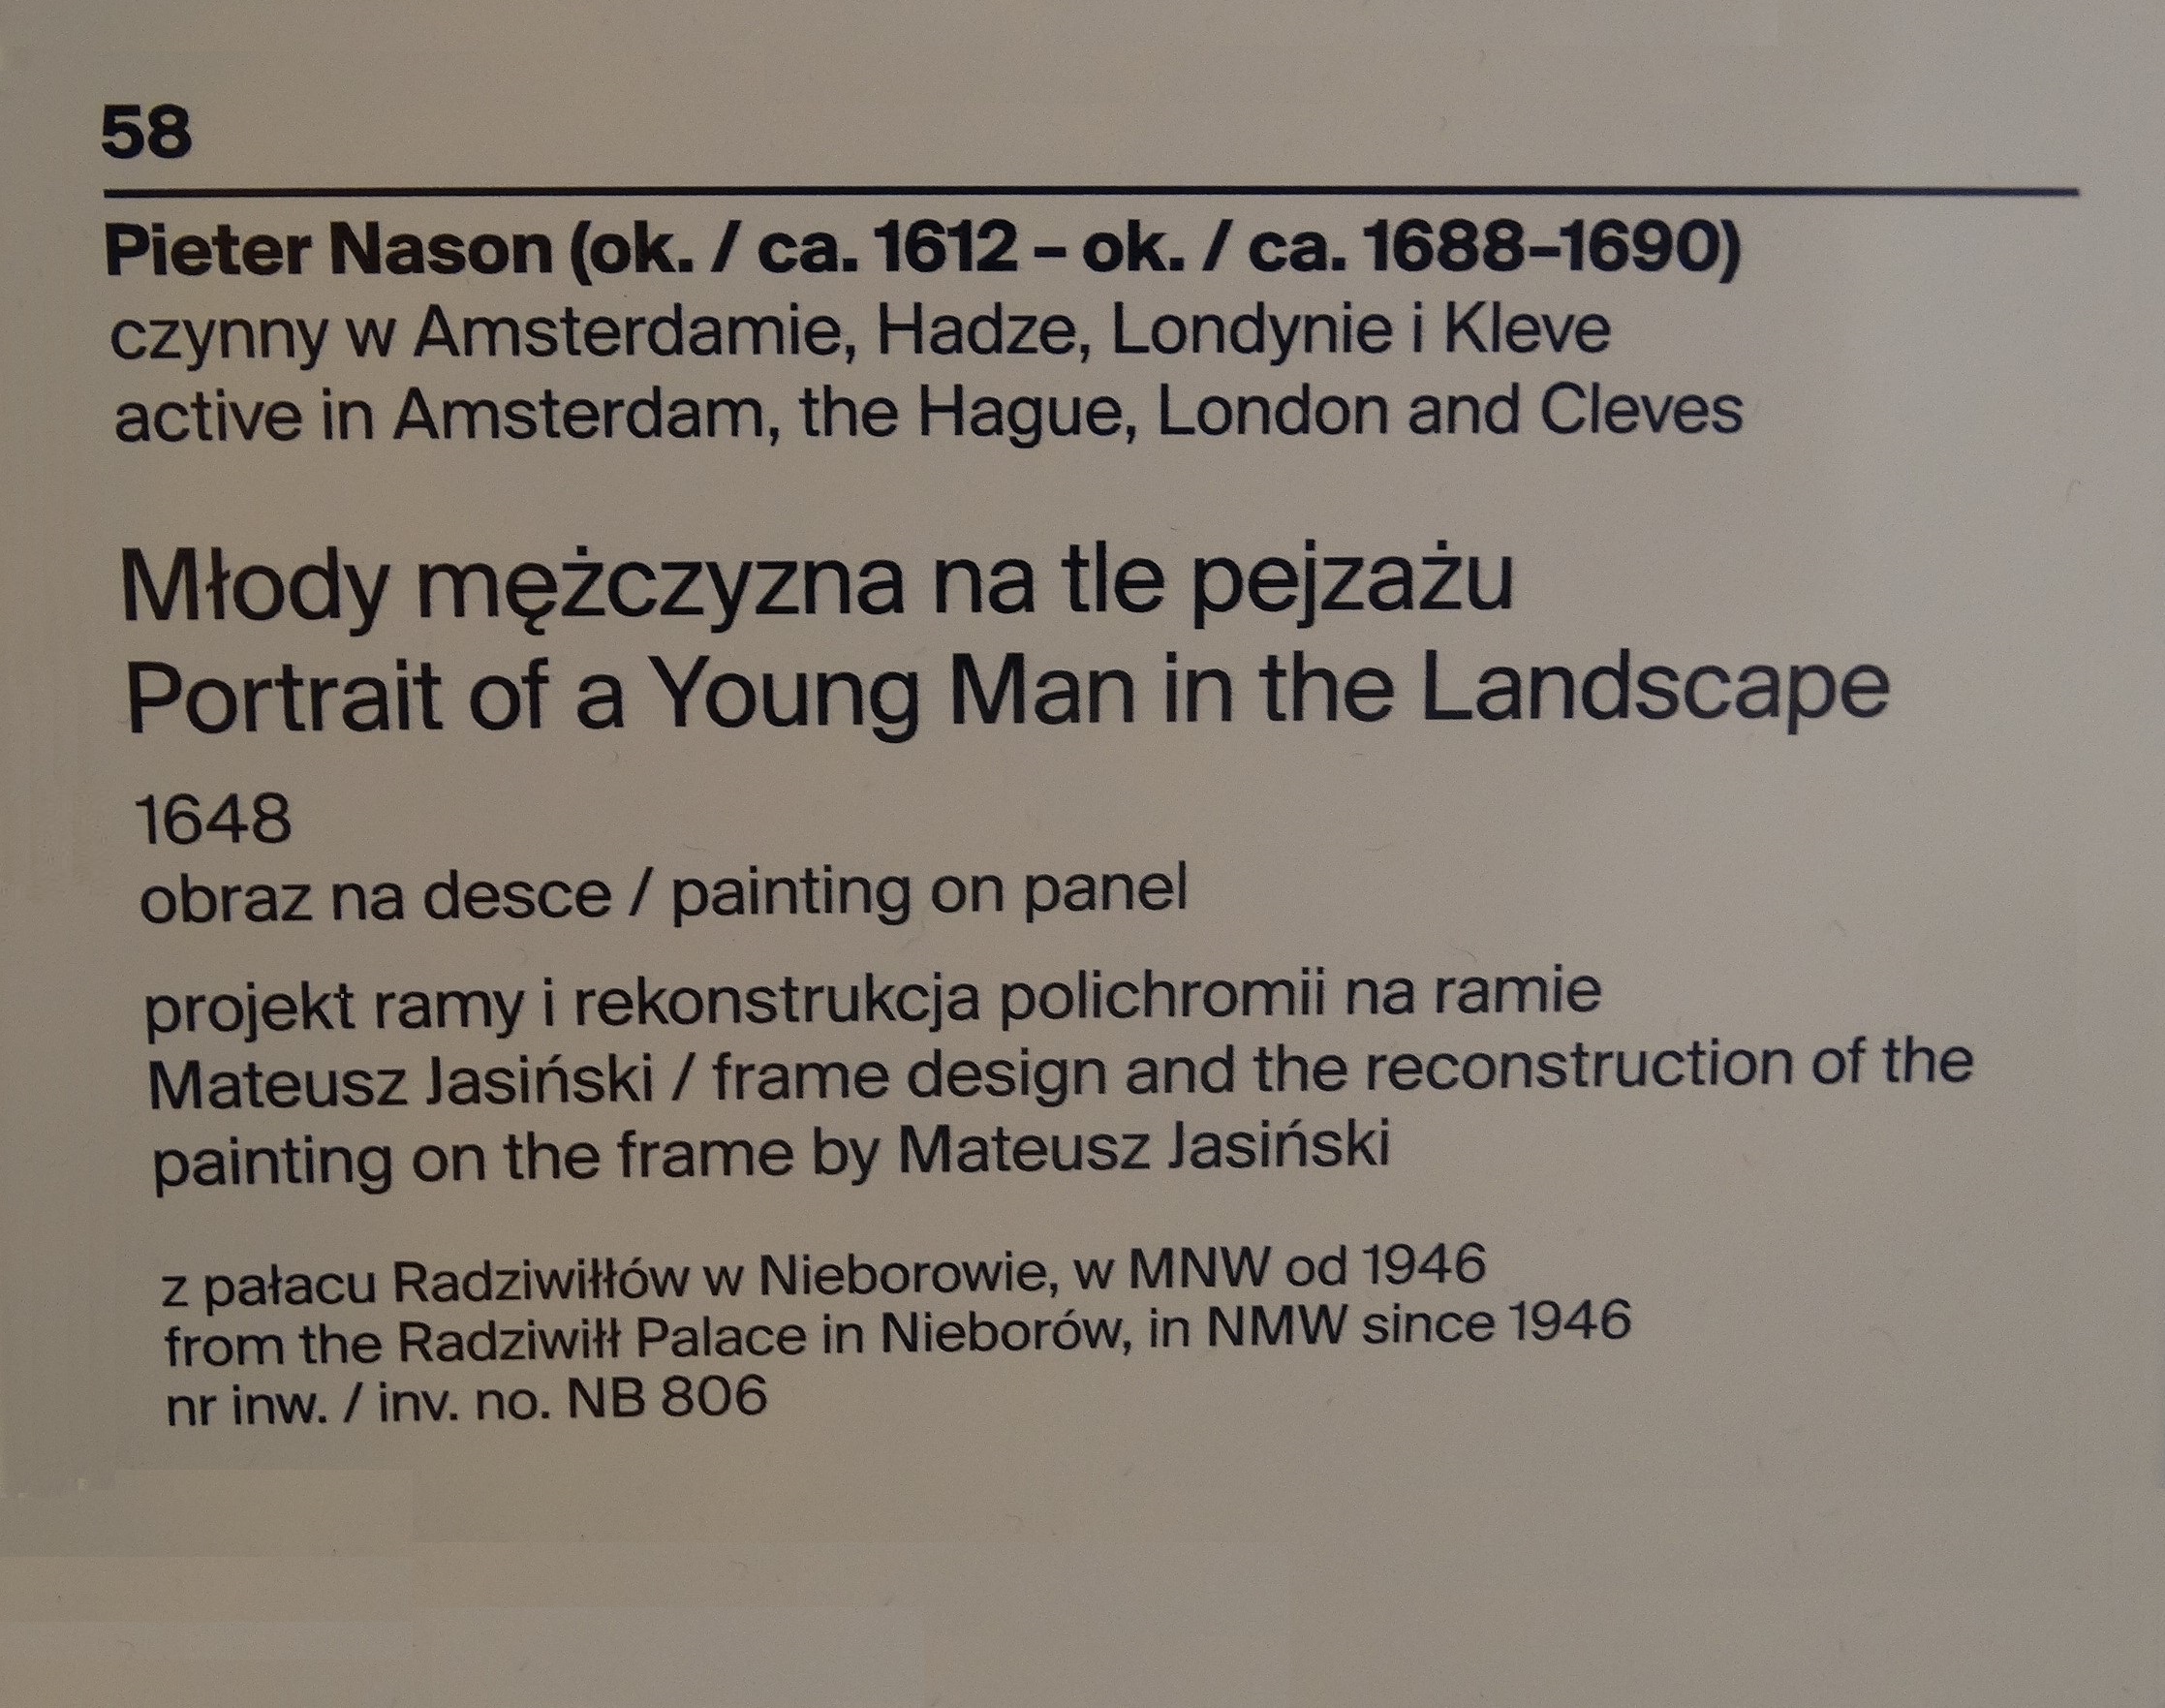 58
Pieter Nason (ok. / ca. 1612 – ok. / ca. 1688–1690)
czynny w Amsterdamie, Hadze, Londynie i Kleve
active in Amsterdam, the Hague, London and Cleves
Młody mężczyzna na tle pejzażu
Portrait of a Young Man in the Landscape
1648
obraz na desce / painting on panel
projekt ramy i rekonstrukcja polichromii na ramie
Mateusz Jasiński / frame design and the reconstruction of the
painting on the frame by Mateusz Jasiński
z pałacu Radziwiłłów w Nieborowie, w MNW od 1946
from the Radziwiłł Palace in Nieborów, in NMW since 1946
nr inw. / inv. no. NB 806